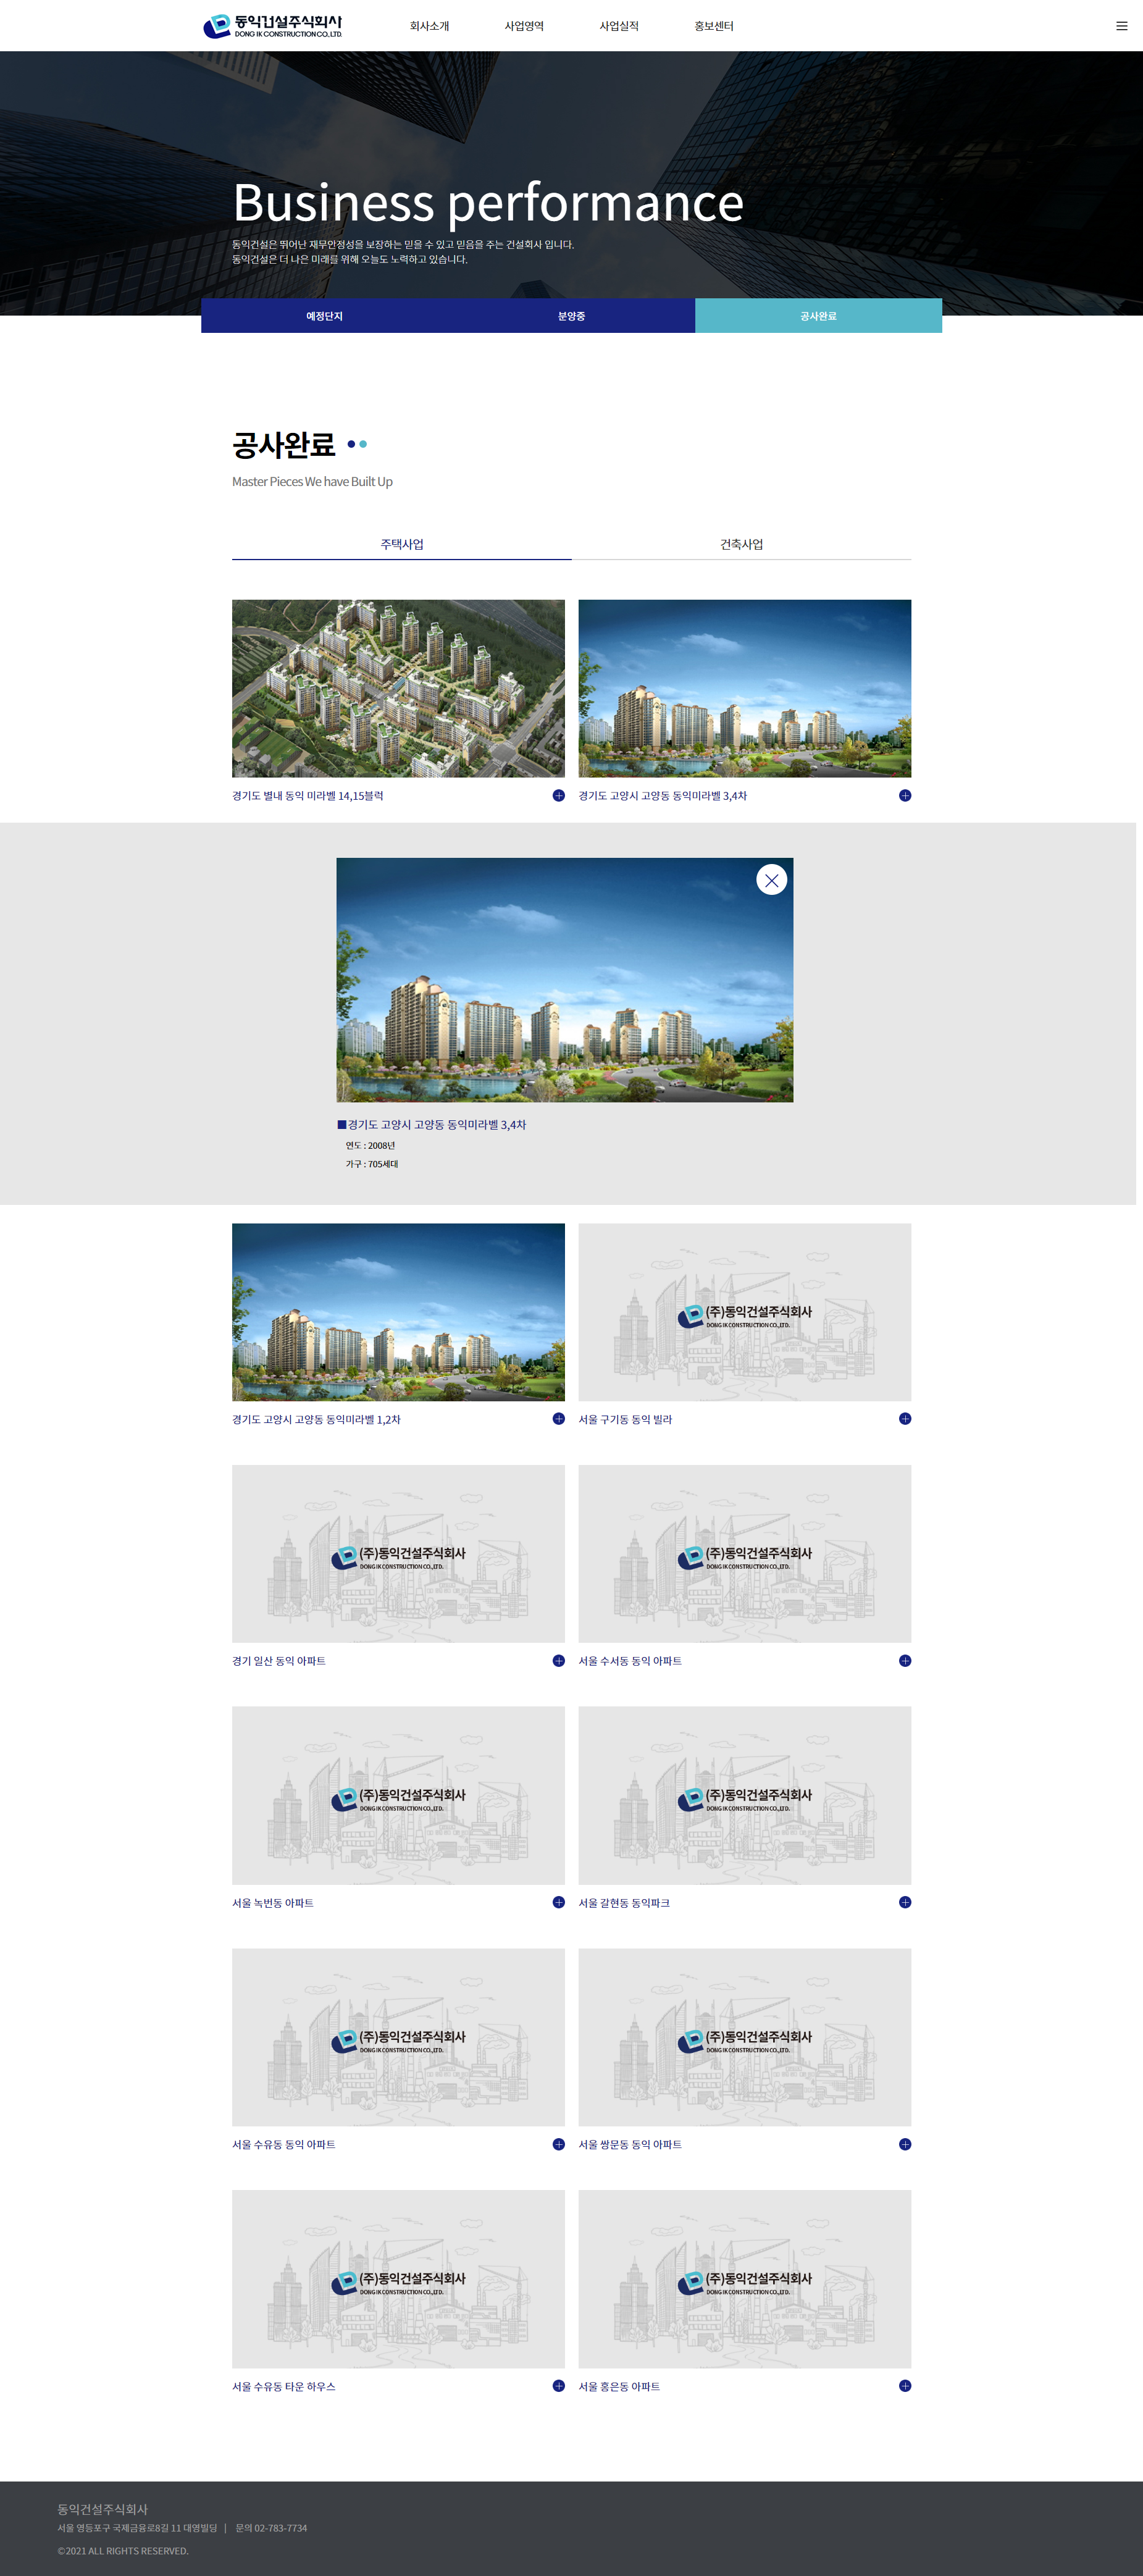 동익건설주식회사
DONG IK CONSTRUCTION CO., LTD.
회사소개 사업영역 사업실적 홍보센터
Business performance
동익건설은 뛰어난 재무안정성을 보장하는 믿을 수 있고 믿음을 주는 건설회사 입니다.
동익건설은 더 나은 미래를 위해 오늘도 노력하고 있습니다.
예정단지 분양중 공사완료
공사완료
Master Pieces We have Built Up
주택사업 건축사업
경기도 별내 동익 미라벨 14,15블럭
경기도 고양시 고양동 동익미라벨 3,4차
■경기도 고양시 고양동 동익미라벨 3,4차
연도 : 2008년
가구 : 705세대
(주)동익건설주식회사
DONG IK CONSTRUCTION CO.,LTD.
경기도 고양시 고양동 동익미라벨 1,2차
서울 구기동 동익 빌라
(주)동익건설주식회사
DONG IK CONSTRUCTION CO.,LTD.
(주)동익건설주식회사
DONG IK CONSTRUCTION CO.,LTD.
경기 일산 동익 아파트
서울 수서동 동익 아파트
(주)동익건설주식회사
DONG IK CONSTRUCTION CO.,LTD.
(주)동익건설주식회사
DONG IK CONSTRUCTION CO.,LTD.
서울 녹번동 아파트
서울 갈현동 동익파크
(주)동익건설주식회사
DONG IK CONSTRUCTION CO.,LTD.
(주)동익건설주식회사
DONG IK CONSTRUCTION CO.,LTD.
서울 수유동 동익 아파트
서울 쌍문동 동익 아파트
(주)동익건설주식회사
DONG IK CONSTRUCTION CO.,LTD.
(주)동익건설주식회사
DONG IK CONSTRUCTION CO.,LTD.
서울 수유동 타운 하우스
서울 홍은동 아파트
동익건설주식회사
서울 영등포구 국제금융로8길 11 대영빌딩 | 문의 02-783-7734
©2021 ALL RIGHTS RESERVED.